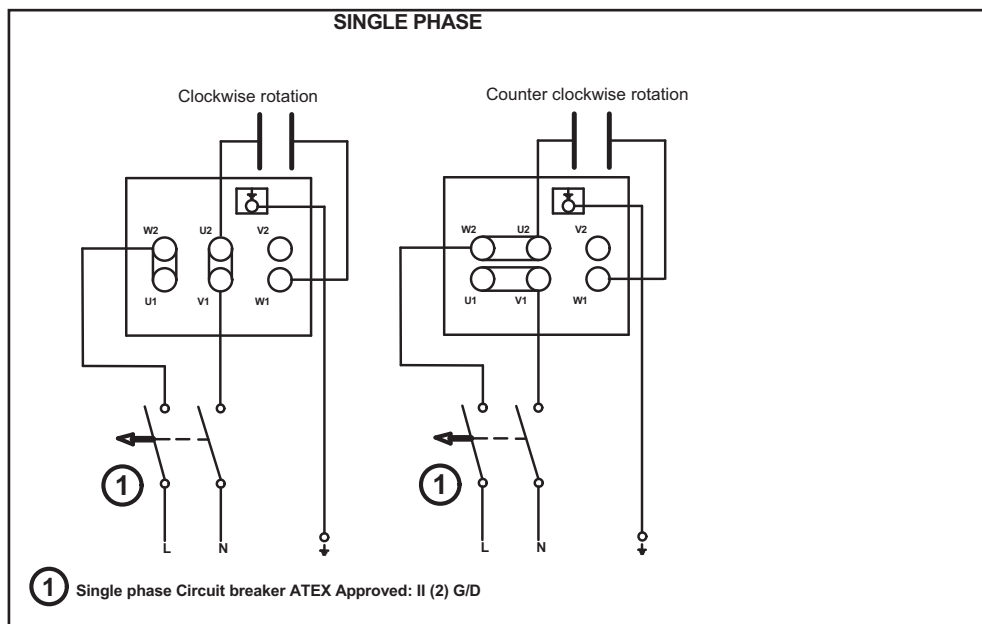 SINGLE PHASE
Clockwise rotation
Counter clockwise rotation
W2 U2 V2
U1 V1 W1
W2 U2 V2
U1 V1 W1
1
1
L N
L N
1 Single phase Circuit breaker ATEX Approved: II (2) G/D